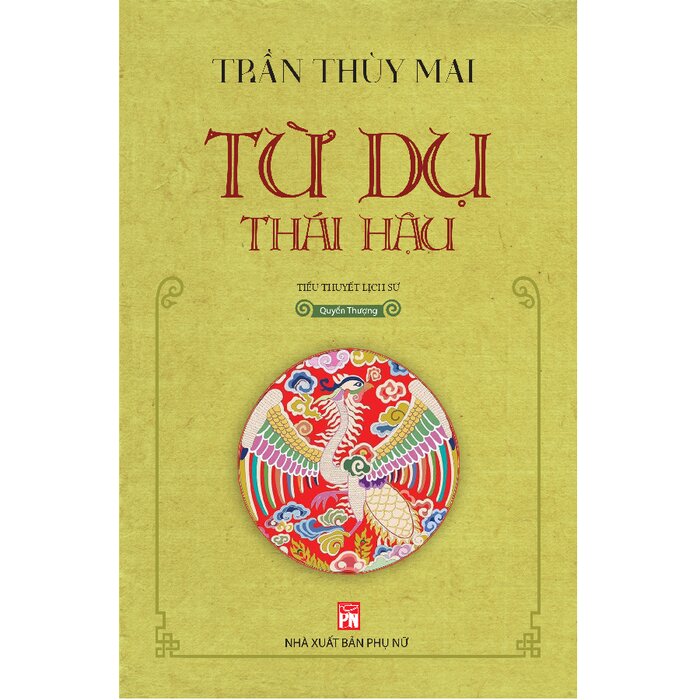 TRẦN THÙY MAI
TỪ DỤ
THÁI HẬU
TIỂU THUYẾT LỊCH SỬ
Quyển Thượng
PN
NHÀ XUẤT BẢN PHỤ NỮ